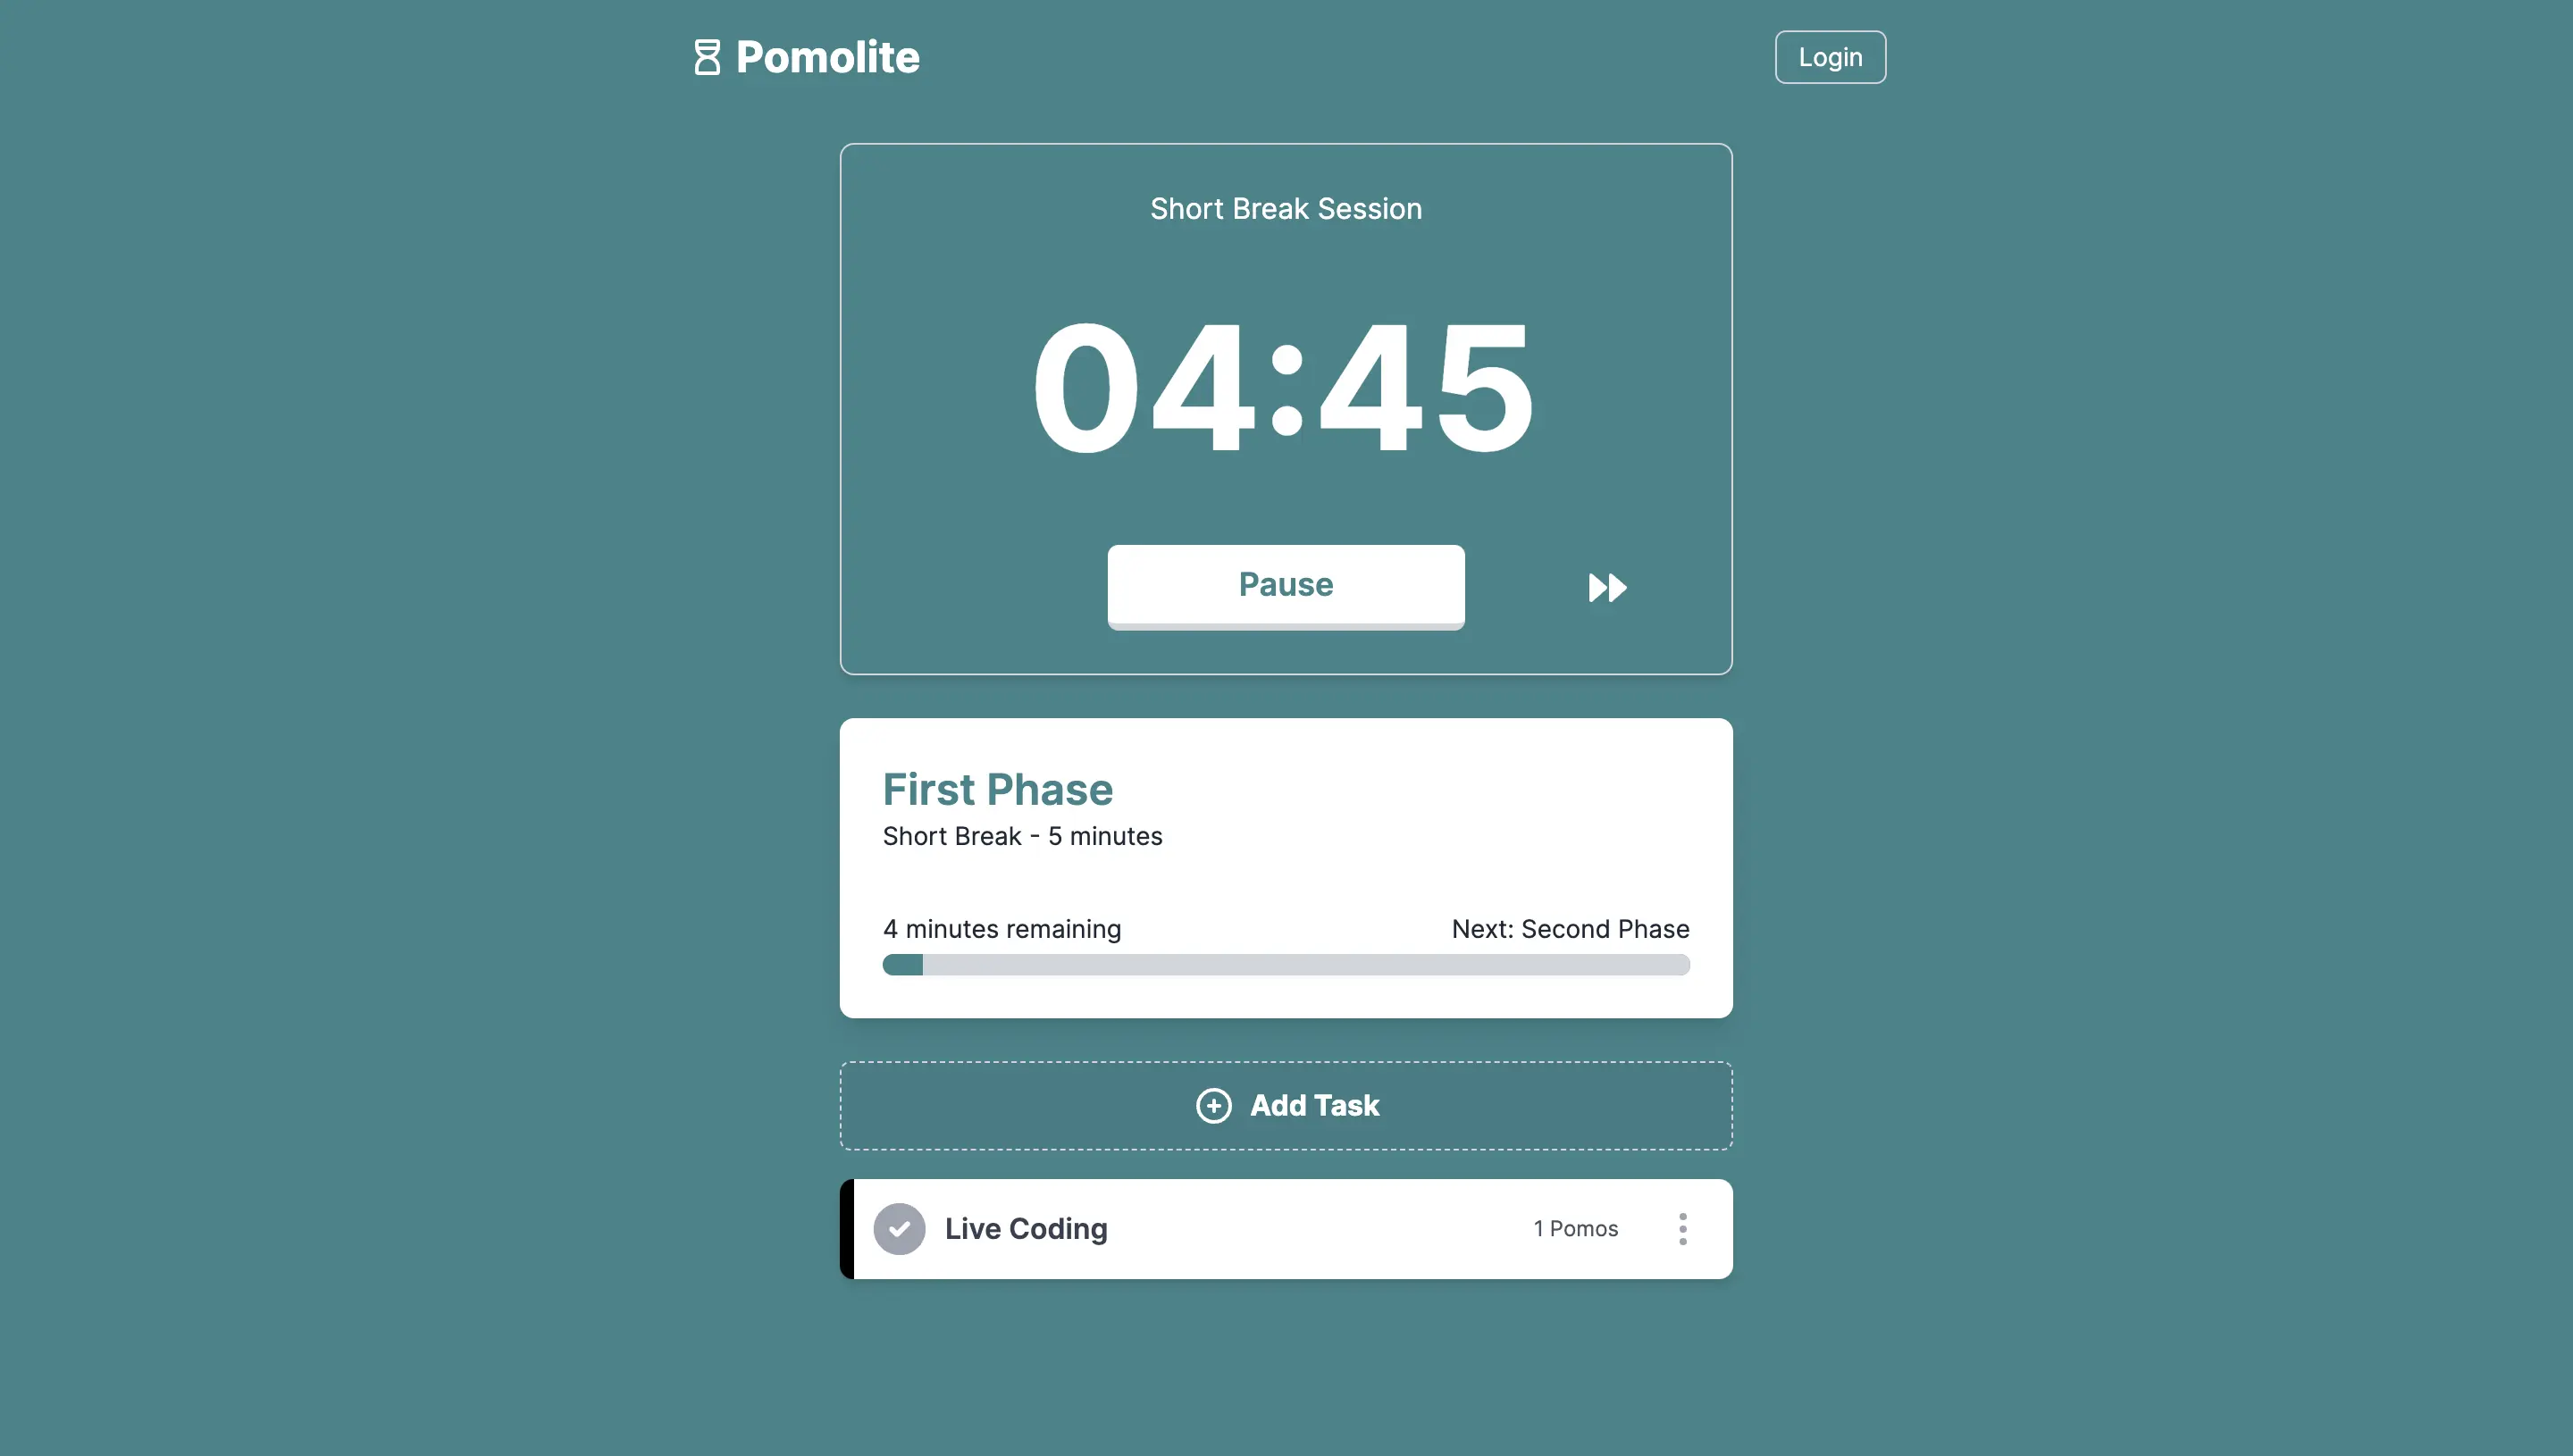 Pomolite
Login
Short Break Session
04:45
Pause
First Phase
Short Break - 5 minutes
4 minutes remaining
Next: Second Phase
Add Task
Live Coding
1 Pomos